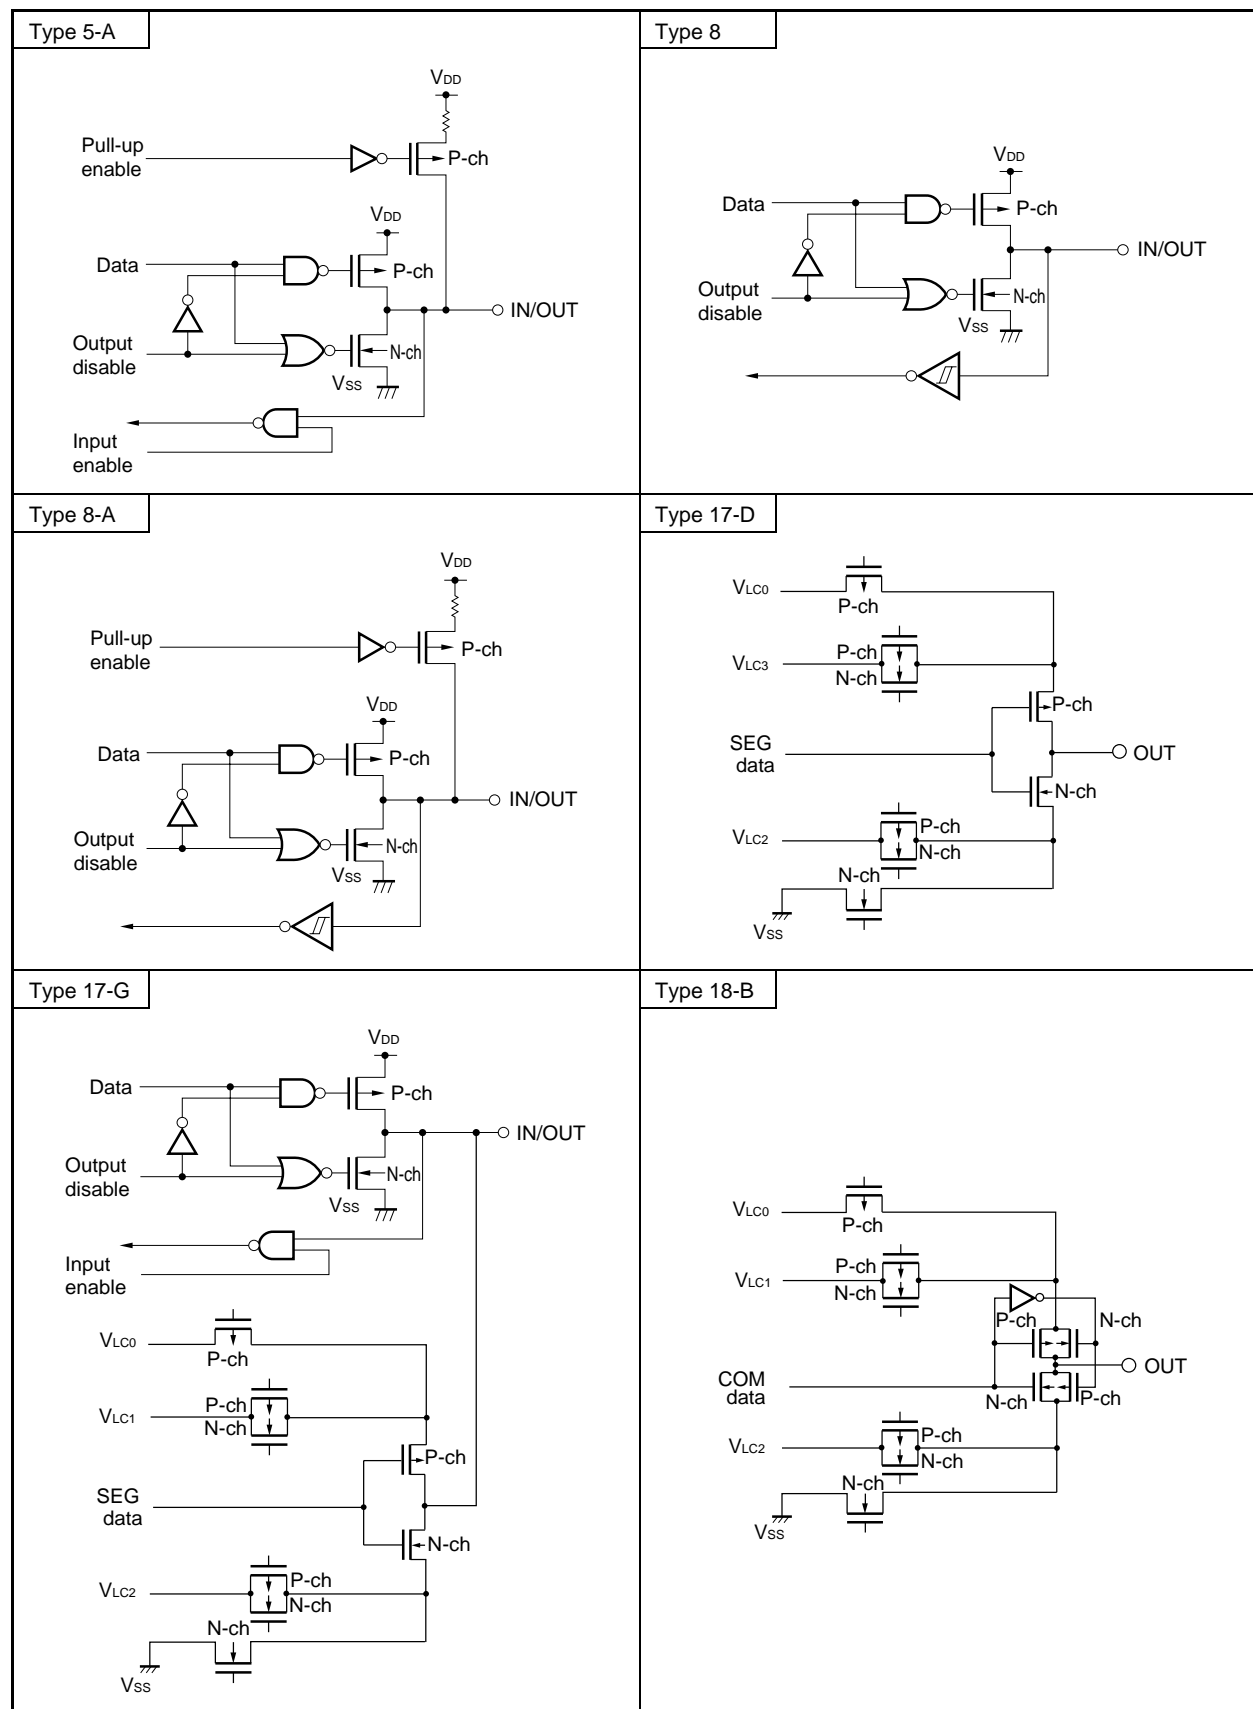 Type 5-A
VDD
Pull-up
enable
P-ch
VDD
Data
P-ch
IN/OUT
Output
disable
N-ch
VSS
Input
enable
Type 8
VDD
Data
P-ch
IN/OUT
Output
disable
N-ch
VSS
Type 8-A
VDD
Pull-up
enable
P-ch
VDD
Data
P-ch
IN/OUT
Output
disable
N-ch
VSS
Type 17-D
VLC0
P-ch
P-ch
VLC3
N-ch
P-ch
SEG
data
OUT
N-ch
P-ch
VLC2
N-ch
N-ch
VSS
Type 17-G
VDD
Data
P-ch
IN/OUT
Output
disable
N-ch
VSS
Input
enable
VLC0
P-ch
P-ch
VLC1
N-ch
P-ch
SEG
data
N-ch
P-ch
VLC2
N-ch
N-ch
VSS
Type 18-B
VLC0
P-ch
P-ch
VLC1
N-ch
P-ch
N-ch
OUT
COM
data
N-ch
P-ch
P-ch
VLC2
N-ch
N-ch
VSS